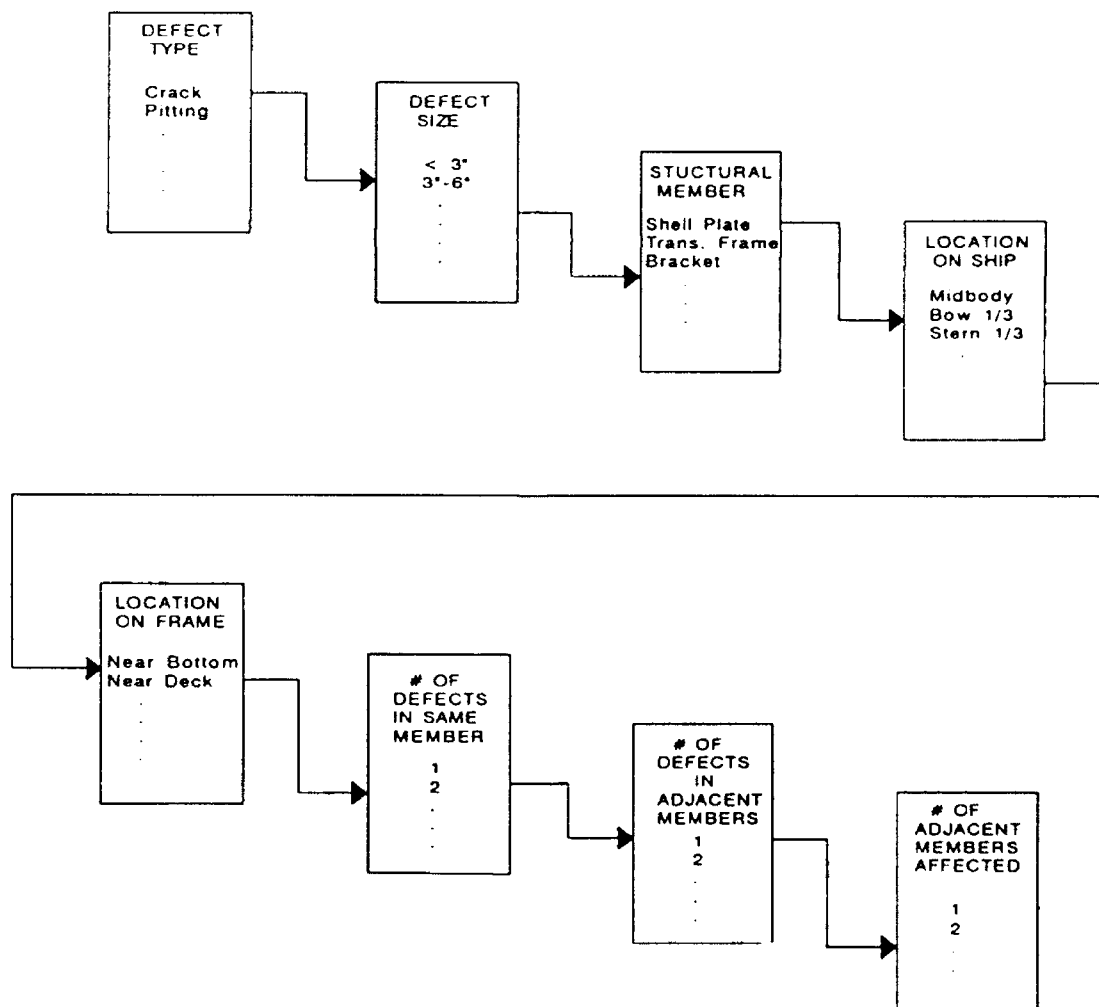 DEFECT
TYPE
Crack
Pitting
DEFECT
SIZE
< 3"
3"-6"
STUCTURAL
MEMBER
Shell Plate
Trans. Frame
Bracket
LOCATION
ON SHIP
Midbody
Bow 1/3
Stern 1/3
LOCATION
ON FRAME
Near Bottom
Near Deck
# OF
DEFECTS
IN SAME
MEMBER
1
2
# OF
DEFECTS
IN
ADJACENT
MEMBERS
1
2
# OF
ADJACENT
MEMBERS
AFFECTED
1
2